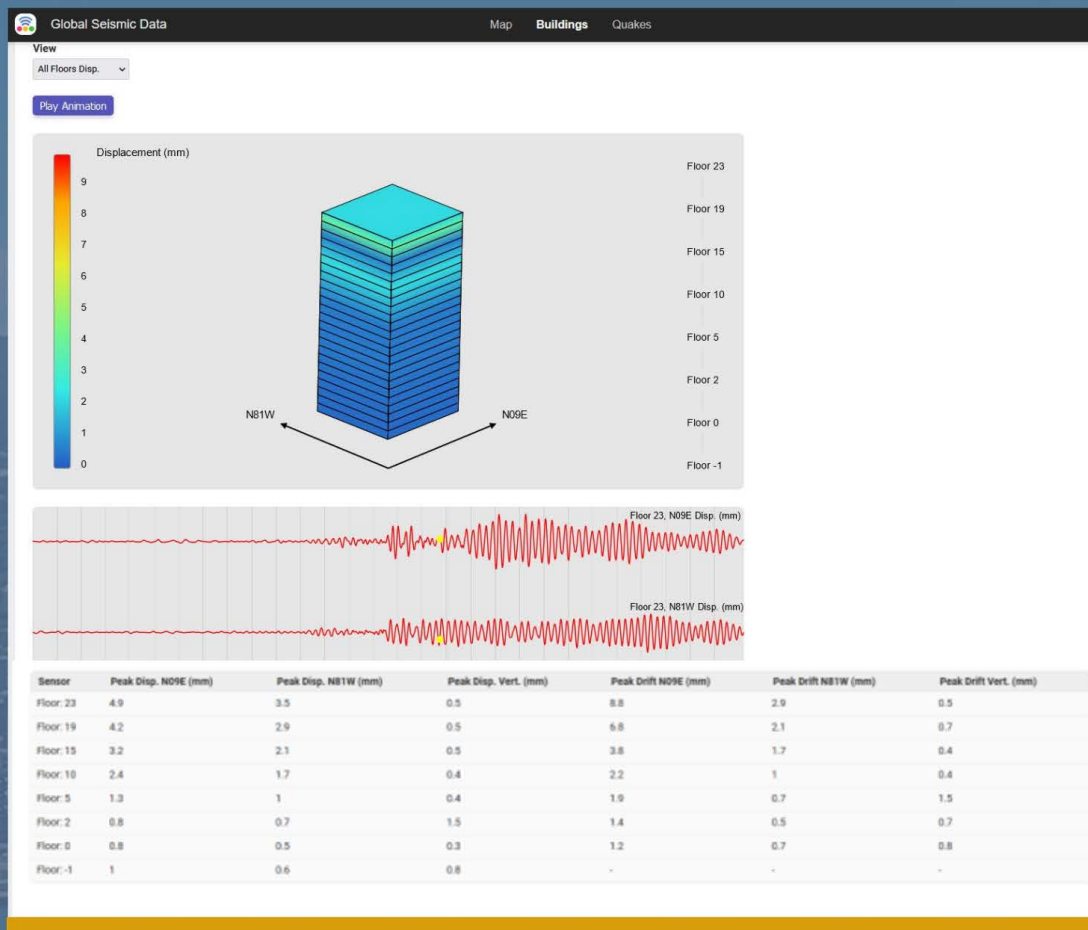 Global Seismic Data Map Buildings Quakes
View
All Floors Disp.
Play Animation
Displacement (mm)
9
8
7
6
5
4
3
2
1
0
N81W N09E
Floor 23
Floor 19
Floor 15
Floor 10
Floor 5
Floor 2
Floor 0
Floor -1
Floor 23, N09E Disp. (mm)
Floor 23, N81W Disp. (mm)
Sensor Peak Disp. N09E (mm) Peak Disp. N81W (mm) Peak Disp. Vert. (mm) Peak Drift N09E (mm) Peak Drift N81W (mm) Peak Drift Vert. (mm)
Floor: 23 4.9 3.5 0.5 8.8 2.9 0.5
Floor: 19 4.2 2.9 0.5 6.8 2.1 0.7
Floor: 15 3.2 2.1 0.5 3.8 1.7 0.4
Floor: 10 2.4 1.7 0.4 2.2 1 0.4
Floor: 5 1.3 1 0.4 1.9 0.7 1.5
Floor: 2 0.8 0.7 1.5 1.4 0.5 0.7
Floor: 0 0.8 0.5 0.3 1.2 0.7 0.8
Floor: -1 1 0.6 0.8 - - -